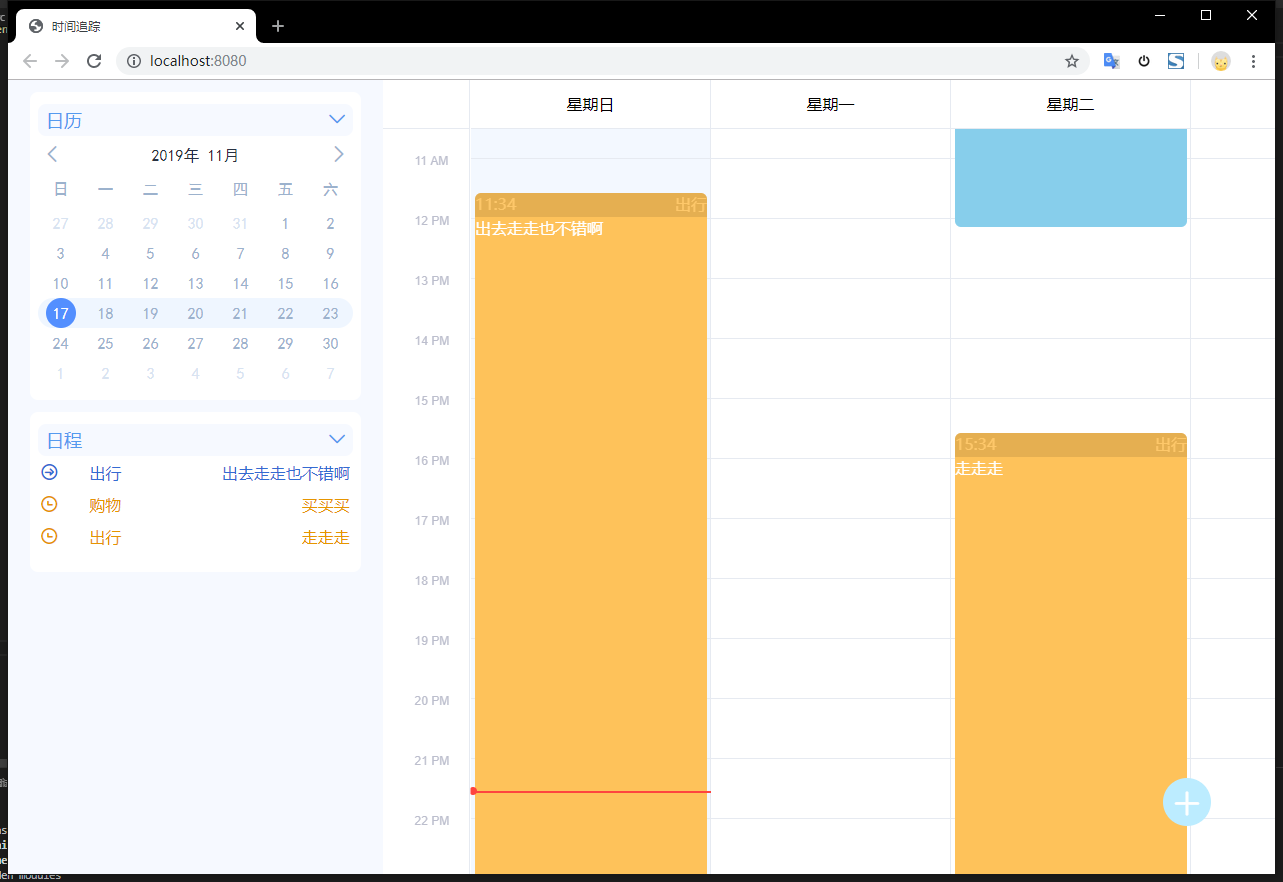 时间追踪
localhost:8080
日历
2019年 11月
日 一 二 三 四 五 六
27 28 29 30 31 1 2
3 4 5 6 7 8 9
10 11 12 13 14 15 16
17 18 19 20 21 22 23
24 25 26 27 28 29 30
1 2 3 4 5 6 7
日程
出行 出去走走也不错啊
购物 买买买
出行 走走走
星期日 星期一 星期二
11 AM
12 PM
13 PM
14 PM
15 PM
16 PM
17 PM
18 PM
19 PM
20 PM
21 PM
22 PM
11:34 出行
出去走走也不错啊
15:34 出行
走走走